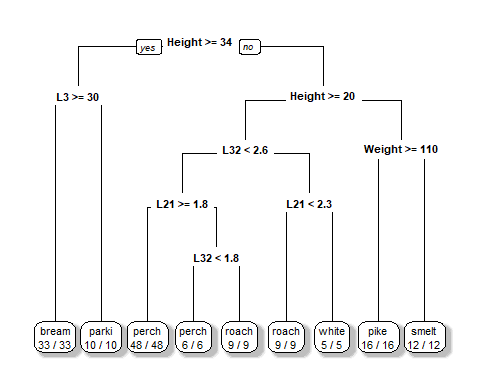 yes Height >= 34 no
L3 >= 30
Height >= 20
L32 < 2.6
Weight >= 110
L21 >= 1.8
L21 < 2.3
L32 < 1.8
bream parki perch perch roach roach white pike smelt
33 / 33 10 / 10 48 / 48 6 / 6 9 / 9 9 / 9 5 / 5 16 / 16 12 / 12